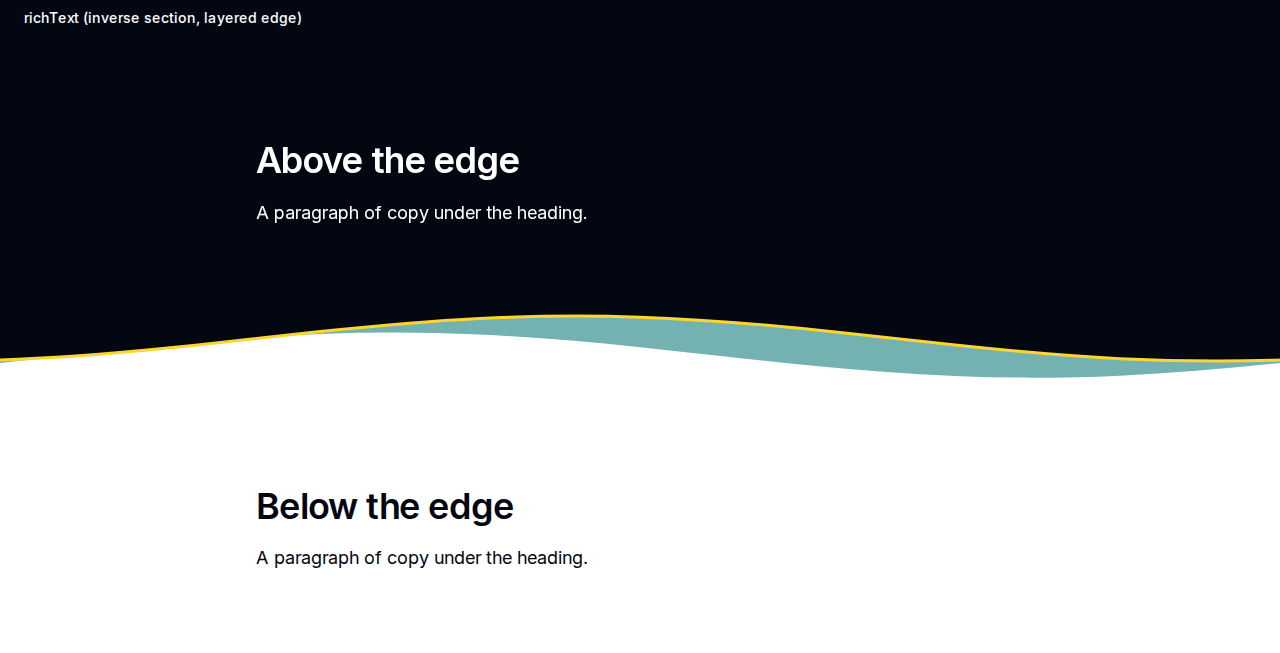 richText (inverse section, layered edge)
Above the edge
A paragraph of copy under the heading.
Below the edge
A paragraph of copy under the heading.